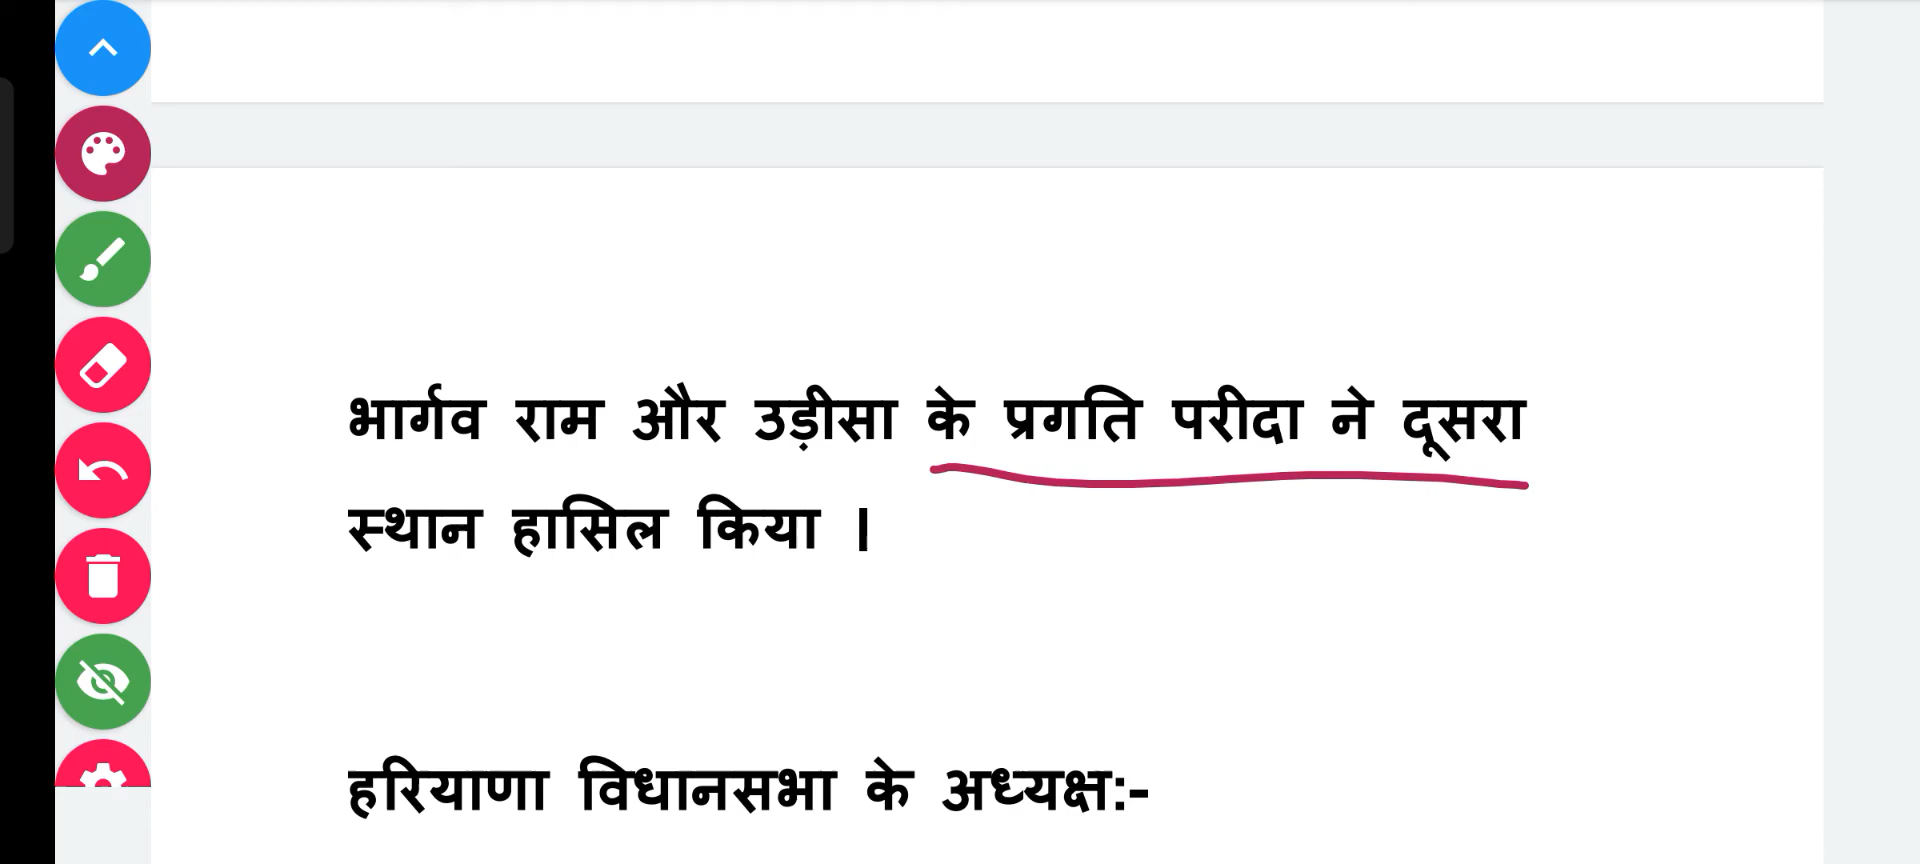 भार्गव राम और उड़ीसा के प्रगति परीदा ने दूसरा
स्थान हासिल किया ।
हरियाणा विधानसभा के अध्यक्ष:-